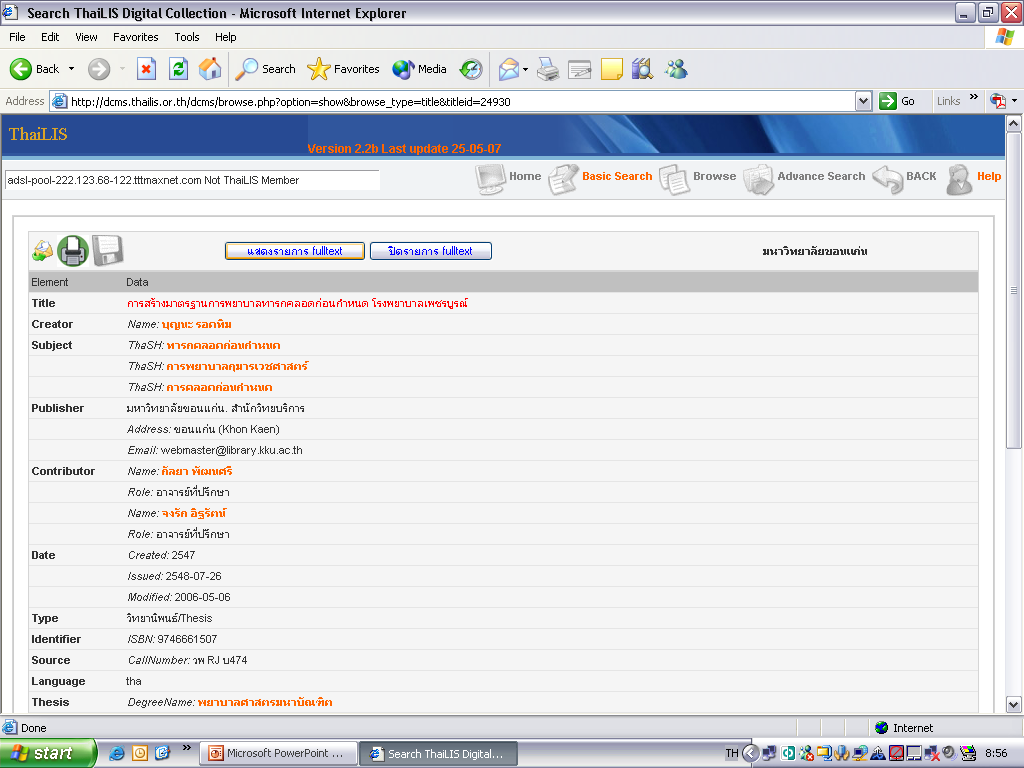 Search ThaiLIS Digital Collection - Microsoft Internet Explorer
File Edit View Favorites Tools Help
Back Search Favorites Media
Address http://dcms.thailis.or.th/dcms/browse.php?option=show&browse_type=title&titleid=24930 Go Links »
ThaiLIS
Version 2.2b Last update 25-05-07
adsl-pool-222.123.68-122.tttmaxnet.com Not ThaiLIS Member
Home Basic Search Browse Advance Search BACK Help
แสดงรายการ fulltext ปิดรายการ fulltext มหาวิทยาลัยขอนแก่น
Element Data
Title การสร้างมาตรฐานการพยาบาลทารกคลอดก่อนกำหนด โรงพยาบาลเพชรบูรณ์
Creator Name: บุญนะ รอดทิม
Subject ThaSH: ทารกคลอดก่อนกำหนด
ThaSH: การพยาบาลกุมารเวชศาสตร์
ThaSH: การคลอดก่อนกำหนด
Publisher มหาวิทยาลัยขอนแก่น. สำนักวิทยบริการ
Address: ขอนแก่น (Khon Kaen)
Email: webmaster@library.kku.ac.th
Contributor Name: กัลยา พัฒนศรี
Role: อาจารย์ที่ปรึกษา
Name: จงรัก อิฐรัตน์
Role: อาจารย์ที่ปรึกษา
Date Created: 2547
Issued: 2548-07-26
Modified: 2006-05-06
Type วิทยานิพนธ์/Thesis
Identifier ISBN: 9746661507
Source CallNumber: วพ RJ บ474
Language tha
Thesis DegreeName: พยาบาลศาสตรมหาบัณฑิต
Done Internet
start » Microsoft PowerPoint ... Search ThaiLIS Digital... TH 8:56